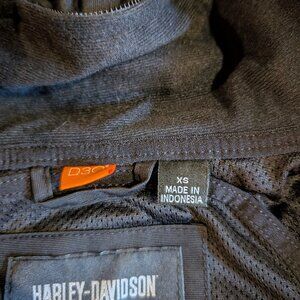 D3O
XS
MADE IN
INDONESIA
HARLEY-DAVIDSON